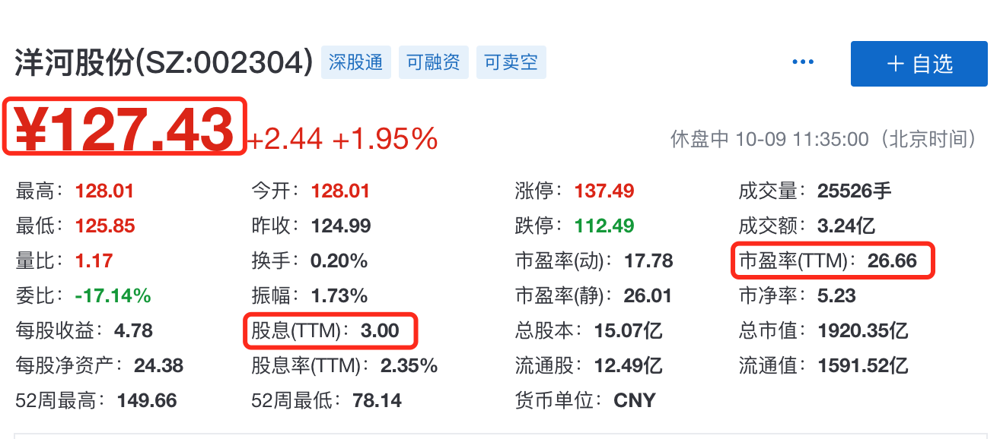 洋河股份(SZ:002304) 深股通 可融资 可卖空 ··· + 自选
¥127.43 +2.44 +1.95% 休盘中 10-09 11:35:00（北京时间）
最高：128.01 今开：128.01 涨停：137.49 成交量：25526手
最低：125.85 昨收：124.99 跌停：112.49 成交额：3.24亿
量比：1.17 换手：0.20% 市盈率(动)：17.78 市盈率(TTM)：26.66
委比：-17.14% 振幅：1.73% 市盈率(静)：26.01 市净率：5.23
每股收益：4.78 股息(TTM)：3.00 总股本：15.07亿 总市值：1920.35亿
每股净资产：24.38 股息率(TTM)：2.35% 流通股：12.49亿 流通值：1591.52亿
52周最高：149.66 52周最低：78.14 货币单位：CNY